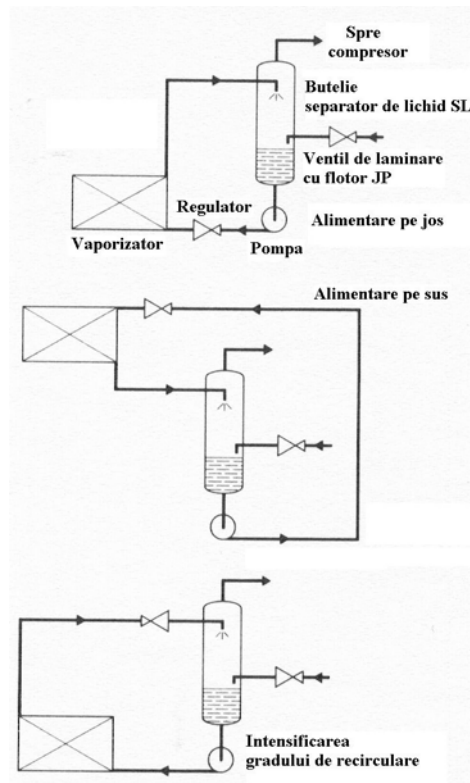 Spre
compresor
Butelie
separator de lichid SL
Ventil de laminare
cu flotor JP
Regulator
Alimentare pe jos
Vaporizator
Pompa
Alimentare pe sus
Intensificarea
gradului de recirculare